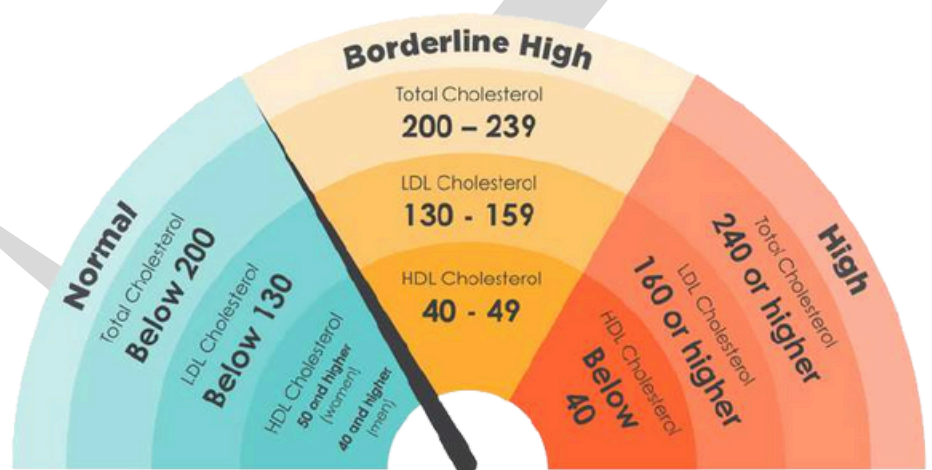 Normal
Total Cholesterol
Below 200
LDL Cholesterol
Below 130
HDL Cholesterol
50 and higher
(women)
40 and higher
(men)
Borderline High
Total Cholesterol
200 – 239
LDL Cholesterol
130 - 159
HDL Cholesterol
40 - 49
High
Total Cholesterol
240 or higher
LDL Cholesterol
160 or higher
HDL Cholesterol
Below
40